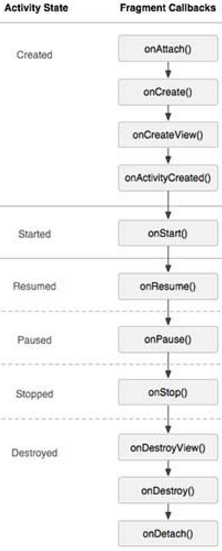 Activity State Fragment Callbacks
Created
onAttach()
onCreate()
onCreateView()
onActivityCreated()
Started
onStart()
Resumed
onResume()
Paused
onPause()
Stopped
onStop()
Destroyed
onDestroyView()
onDestroy()
onDetach()